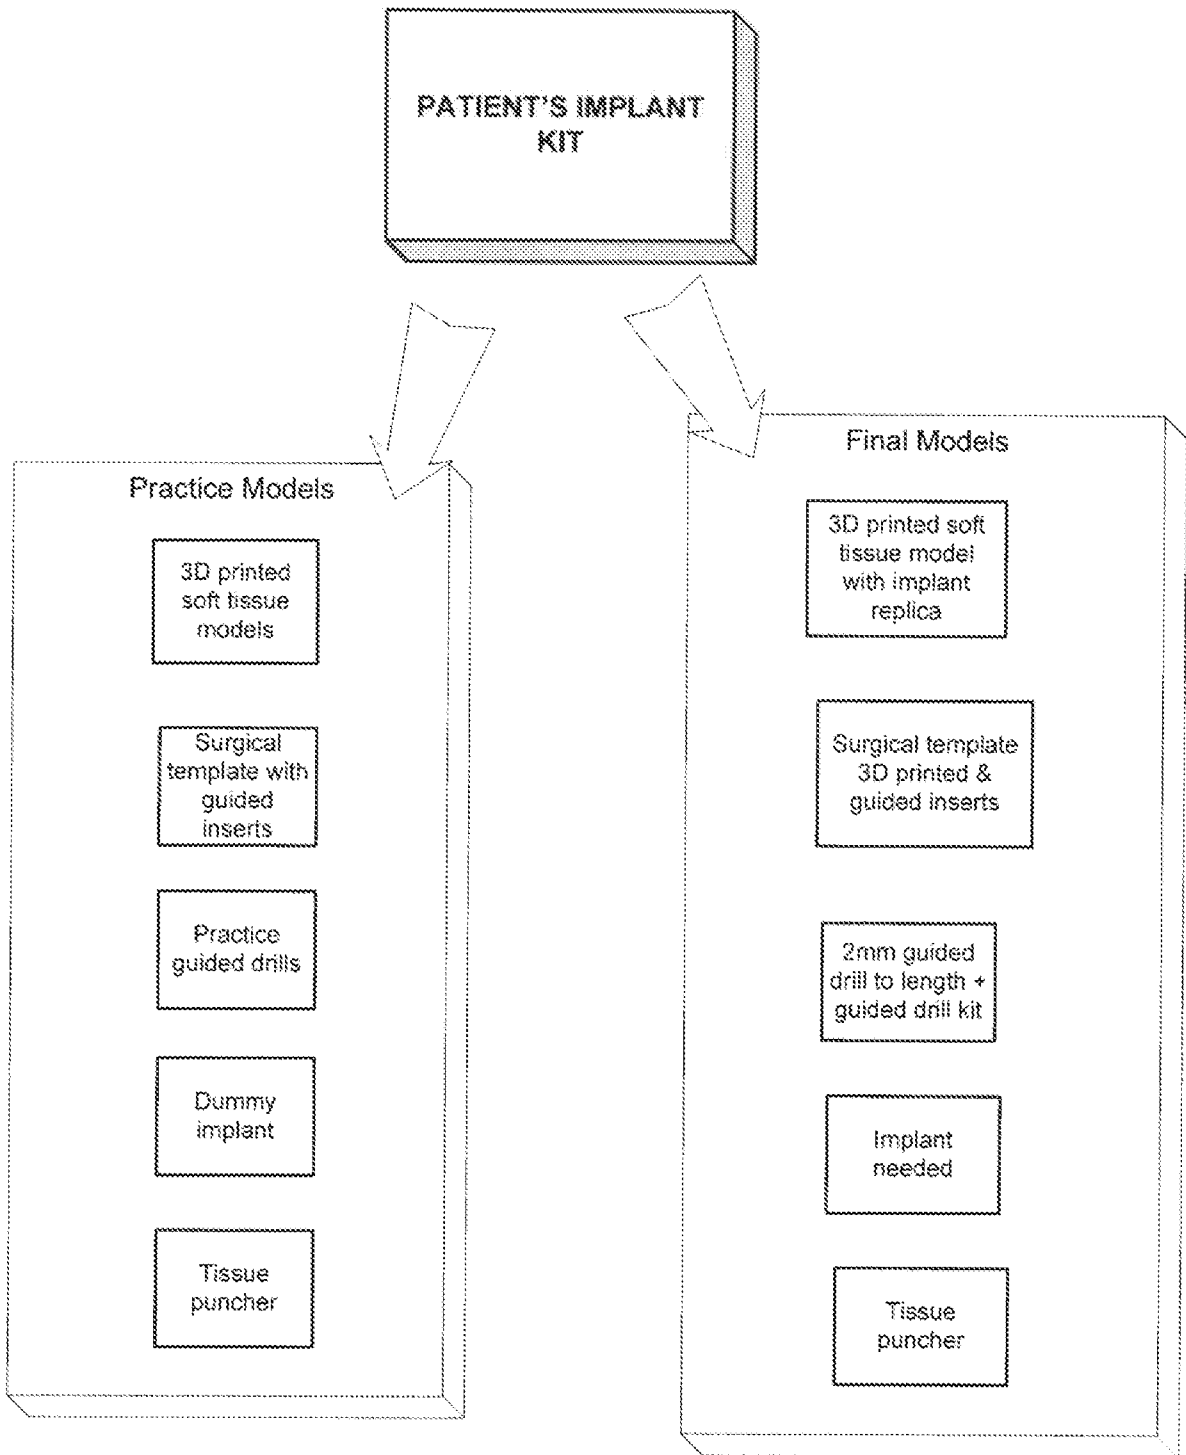 PATIENT'S IMPLANT
KIT
Practice Models
3D printed
soft tissue
models
Surgical
template with
guided
inserts
Practice
guided drills
Dummy
implant
Tissue
puncher
Final Models
3D printed soft
tissue model
with implant
replica
Surgical template
3D printed &
guided inserts
2mm guided
drill to length +
guided drill kit
Implant
needed
Tissue
puncher